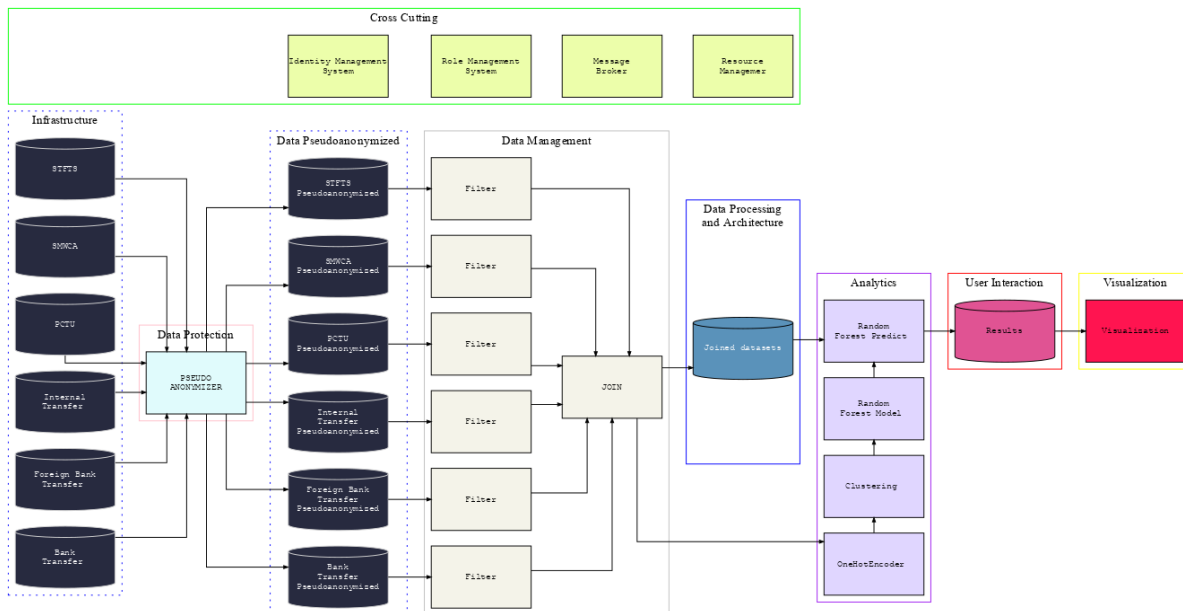 Cross Cutting
Identity Management
System
Role Management
System
Message
Broker
Resource
Managemer
Infrastructure
STFTS
SMWCA
PCTU
Internal
Transfer
Foreign Bank
Transfer
Bank
Transfer
Data Protection
PSEUDO
ANONYMIZER
Data Pseudoanonymized
STFTS
Pseudoanonymized
SMWCA
Pseudoanonymized
PCTU
Pseudoanonymized
Internal
Transfer
Pseudoanonymized
Foreign Bank
Transfer
Pseudoanonymized
Bank
Transfer
Pseudoanonymized
Data Management
Filter
Filter
Filter
Filter
Filter
Filter
JOIN
Data Processing
and Architecture
Joined datasets
Analytics
Random
Forest Predict
Random
Forest Model
Clustering
OneHotEncoder
User Interaction
Results
Visualization
Visualization